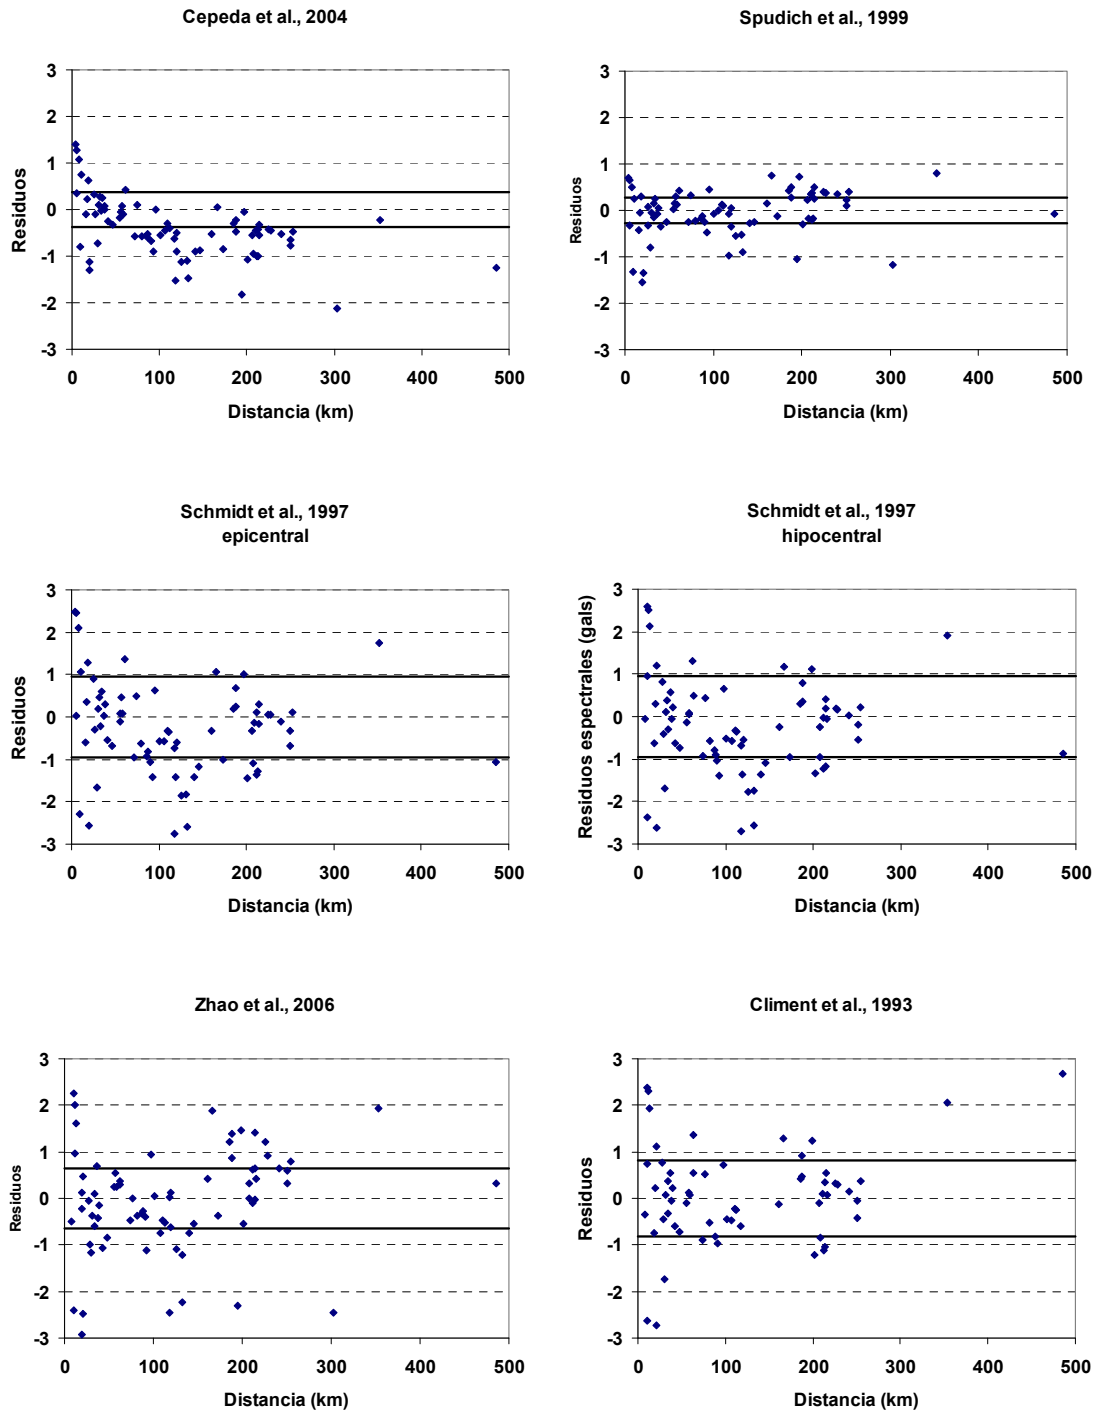 Cepeda et al., 2004
3
2
1
0
-1
-2
-3
0 100 200 300 400 500
Residuos
Distancia (km)
Spudich et al., 1999
3
2
1
0
-1
-2
-3
0 100 200 300 400 500
Residuos
Distancia (km)
Schmidt et al., 1997
epicentral
3
2
1
0
-1
-2
-3
0 100 200 300 400 500
Residuos
Distancia (km)
Schmidt et al., 1997
hipocentral
3
2
1
0
-1
-2
-3
0 100 200 300 400 500
Residuos espectrales (gals)
Distancia (km)
Zhao et al., 2006
3
2
1
0
-1
-2
-3
0 100 200 300 400 500
Residuos
Distancia (km)
Climent et al., 1993
3
2
1
0
-1
-2
-3
0 100 200 300 400 500
Residuos
Distancia (km)